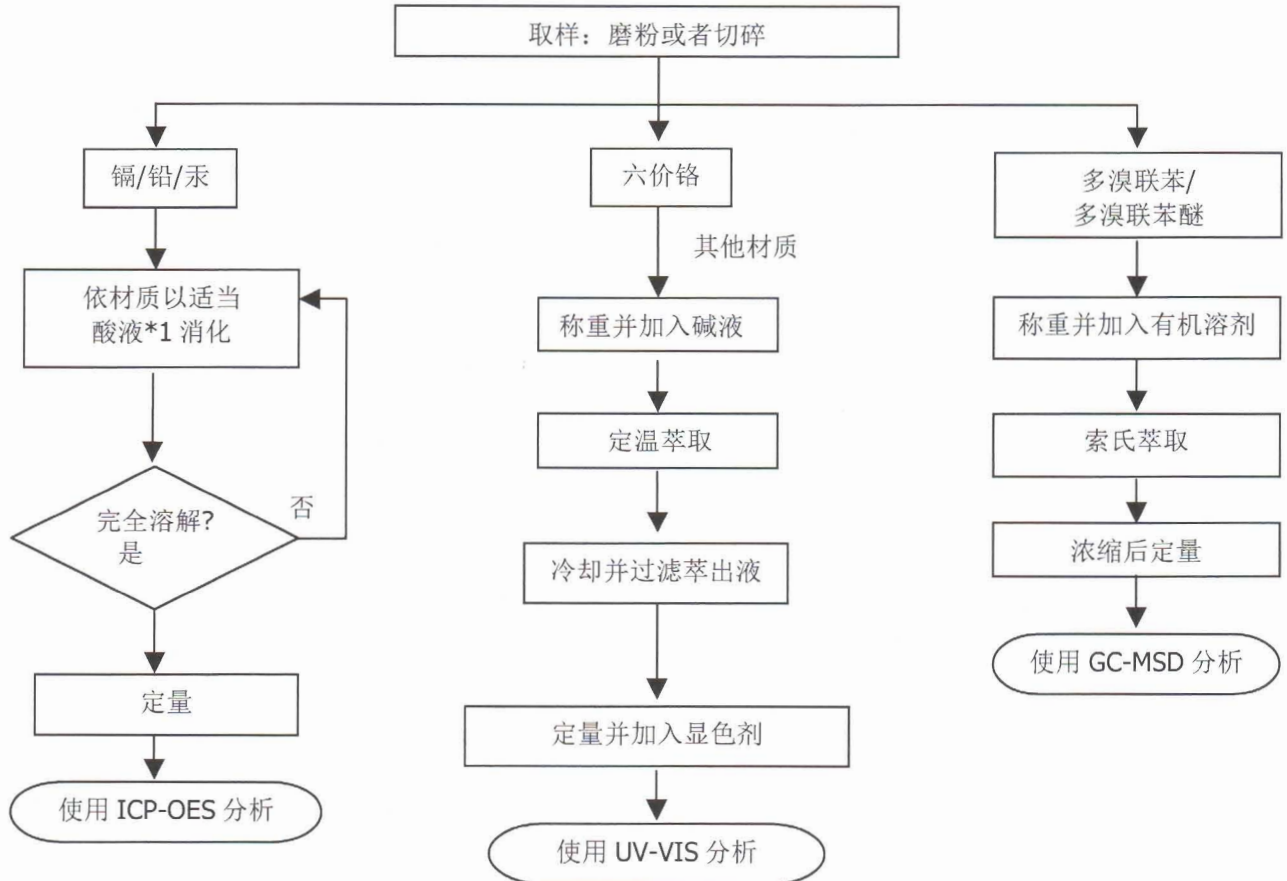 取样：磨粉或者切碎
镉/铅/汞
依材质以适当
酸液*1 消化
完全溶解?
是
否
定量
使用 ICP-OES 分析
六价铬
其他材质
称重并加入碱液
定温萃取
冷却并过滤萃出液
定量并加入显色剂
使用 UV-VIS 分析
多溴联苯/
多溴联苯醚
称重并加入有机溶剂
索氏萃取
浓缩后定量
使用 GC-MSD 分析